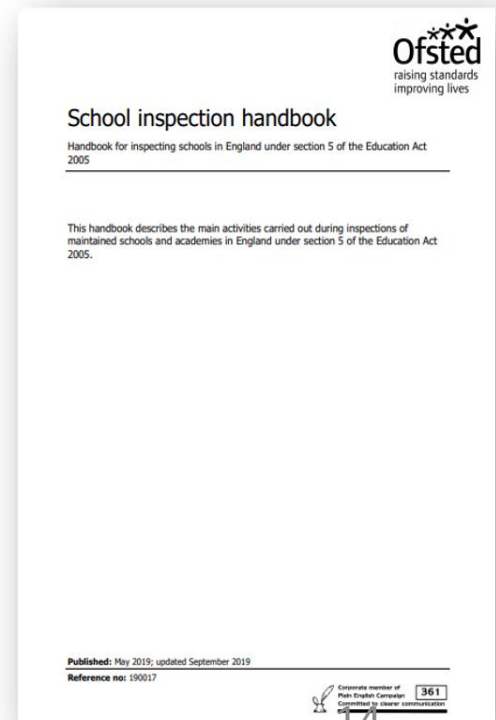 Ofsted
raising standards
improving lives
School inspection handbook
Handbook for inspecting schools in England under section 5 of the Education Act
2005
This handbook describes the main activities carried out during inspections of
maintained schools and academies in England under section 5 of the Education Act
2005.
Published: May 2019; updated September 2019
Reference no: 190017
Corporate member of
Plain English Campaign
Committed to clearer communication
361
14